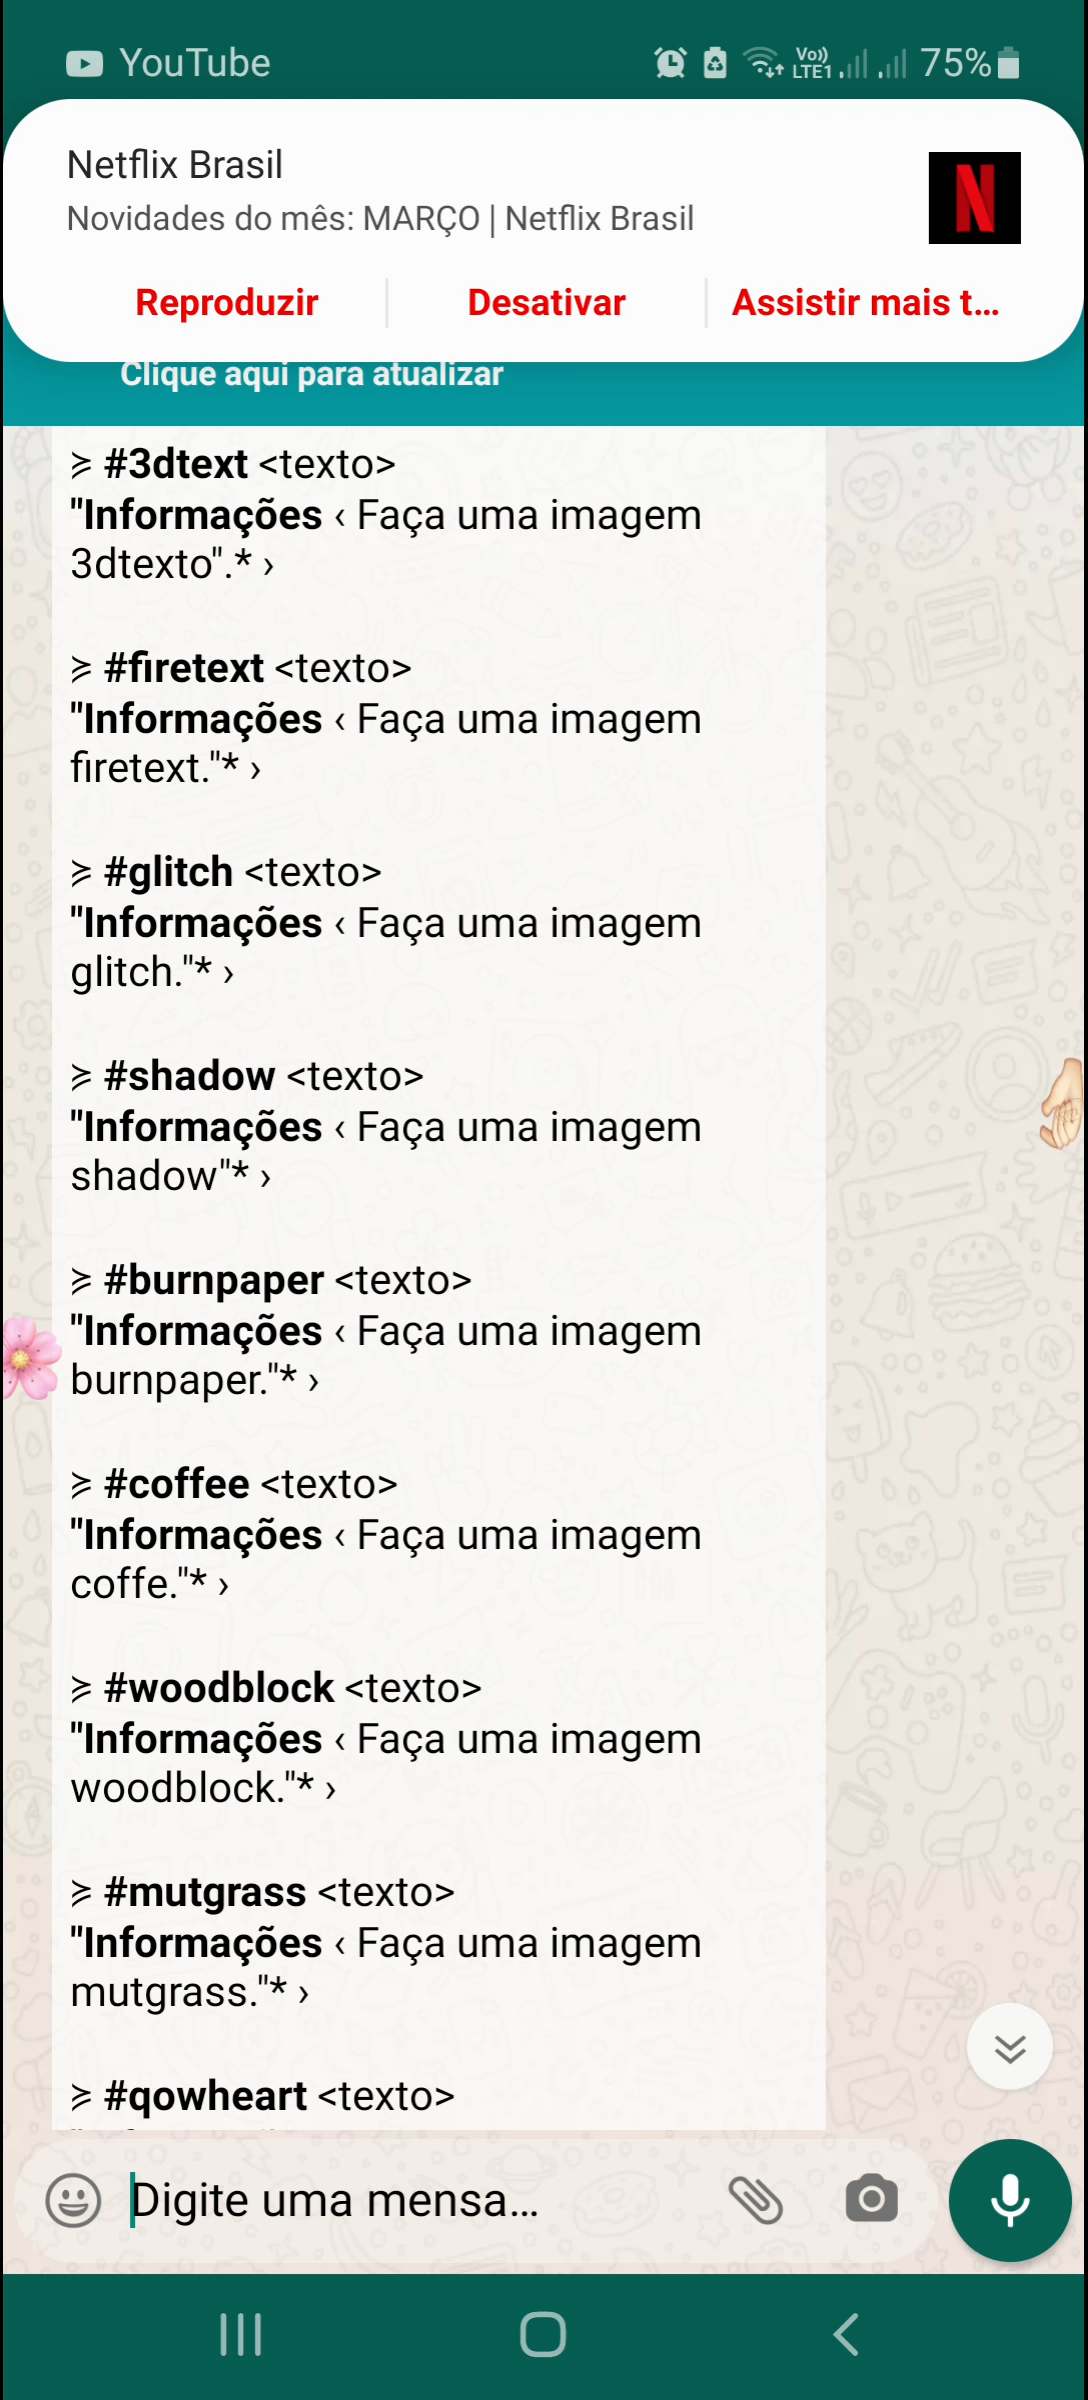 YouTube
Vo))
LTE1
75%
Netflix Brasil
Novidades do mês: MARÇO | Netflix Brasil
N
Reproduzir
Desativar
Assistir mais t...
Clique aqui para atualizar
⪼ #3dtext <texto>
"Informações ‹ Faça uma imagem
3dtexto".* ›
⪼ #firetext <texto>
"Informações ‹ Faça uma imagem
firetext."* ›
⪼ #glitch <texto>
"Informações ‹ Faça uma imagem
glitch."* ›
⪼ #shadow <texto>
"Informações ‹ Faça uma imagem
shadow"* ›
⪼ #burnpaper <texto>
"Informações ‹ Faça uma imagem
burnpaper."* ›
⪼ #coffee <texto>
"Informações ‹ Faça uma imagem
coffe."* ›
⪼ #woodblock <texto>
"Informações ‹ Faça uma imagem
woodblock."* ›
⪼ #mutgrass <texto>
"Informações ‹ Faça uma imagem
mutgrass."* ›
⪼ #qowheart <texto>
Digite uma mensa...